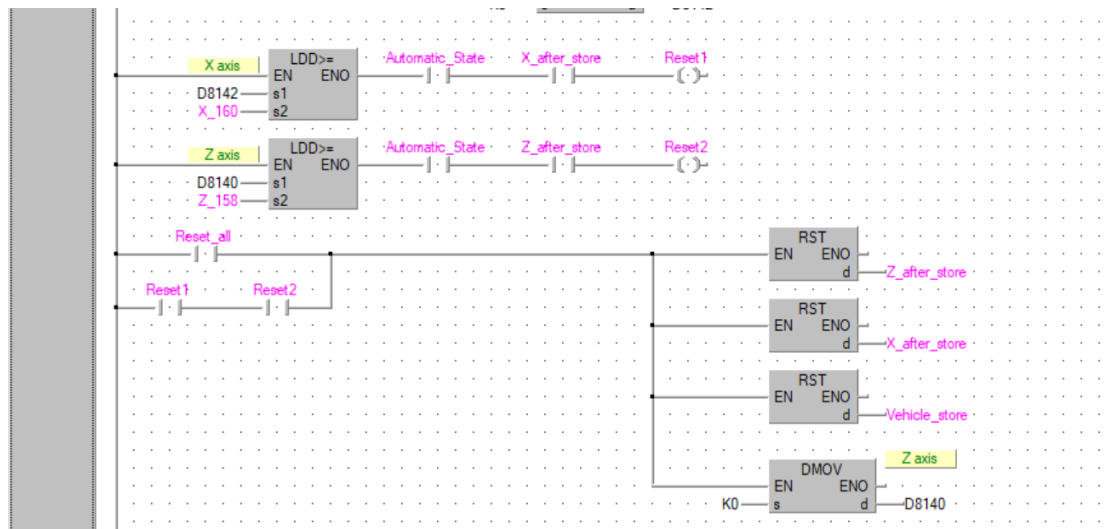 X axis
LDD>=
Automatic_State
X_after_store
Reset1
EN
ENO
D8142
s1
X_160
s2
Z axis
LDD>=
Automatic_State
Z_after_store
Reset2
EN
ENO
D8140
s1
Z_158
s2
Reset_all
RST
EN
ENO
d
Z_after_store
Reset1
Reset2
RST
EN
ENO
d
X_after_store
RST
EN
ENO
d
Vehicle_store
Z axis
DMOV
EN
ENO
K0
s
d
D8140